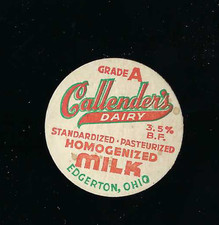 GRADE A
Callender's
DAIRY
3.5%
B.F.
STANDARDIZED - PASTEURIZED
HOMOGENIZED
MILK
EDGERTON, OHIO